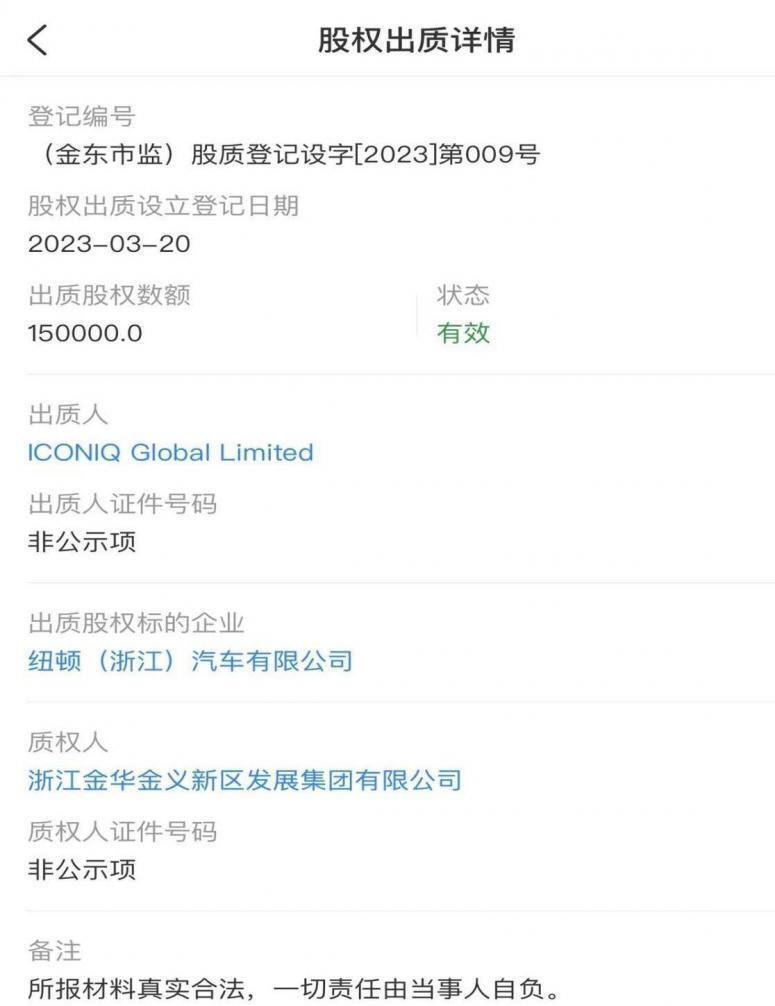 股权出质详情
登记编号
（金东市监）股质登记设字[2023]第009号
股权出质设立登记日期
2023-03-20
出质股权数额 状态
150000.0 有效
出质人
ICONIQ Global Limited
出质人证件号码
非公示项
出质股权标的企业
纽顿（浙江）汽车有限公司
质权人
浙江金华金义新区发展集团有限公司
质权人证件号码
非公示项
备注
所报材料真实合法，一切责任由当事人自负。